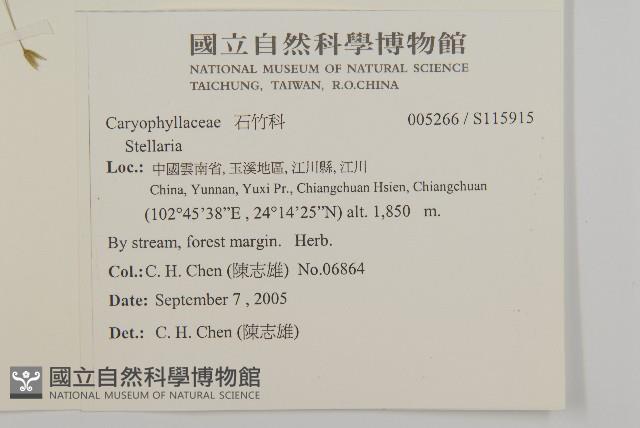 國立自然科學博物館
NATIONAL MUSEUM OF NATURAL SCIENCE
TAICHUNG, TAIWAN, R.O.CHINA
Caryophyllaceae 石竹科 005266 / S115915
Stellaria
Loc.: 中國雲南省, 玉溪地區, 江川縣, 江川
China, Yunnan, Yuxi Pr., Chiangchuan Hsien, Chiangchuan
(102°45'38”E , 24°14'25”N) alt. 1,850 m.
By stream, forest margin. Herb.
Col.: C. H. Chen (陳志雄) No.06864
Date: September 7 , 2005
Det.: C. H. Chen (陳志雄)
國立自然科學博物館
NATIONAL MUSEUM OF NATURAL SCIENCE